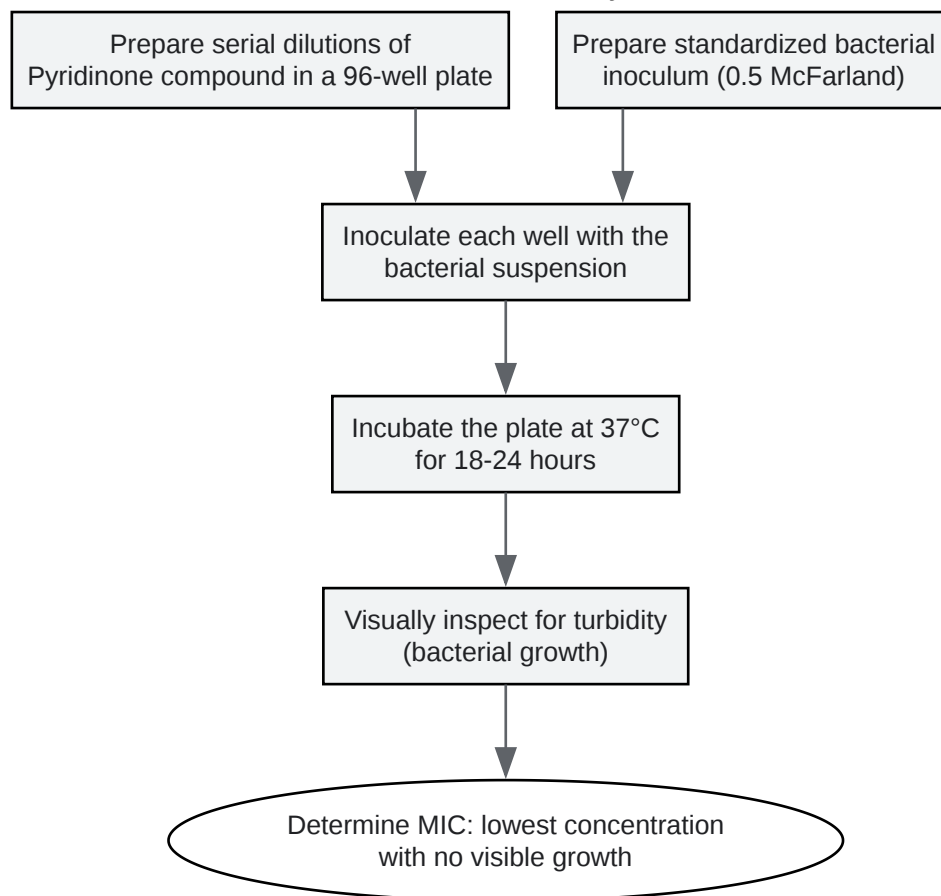 Prepare serial dilutions of
Pyridinone compound in a 96-well plate
Prepare standardized bacterial
inoculum (0.5 McFarland)
Inoculate each well with the
bacterial suspension
Incubate the plate at 37°C
for 18-24 hours
Visually inspect for turbidity
(bacterial growth)
Determine MIC: lowest concentration
with no visible growth